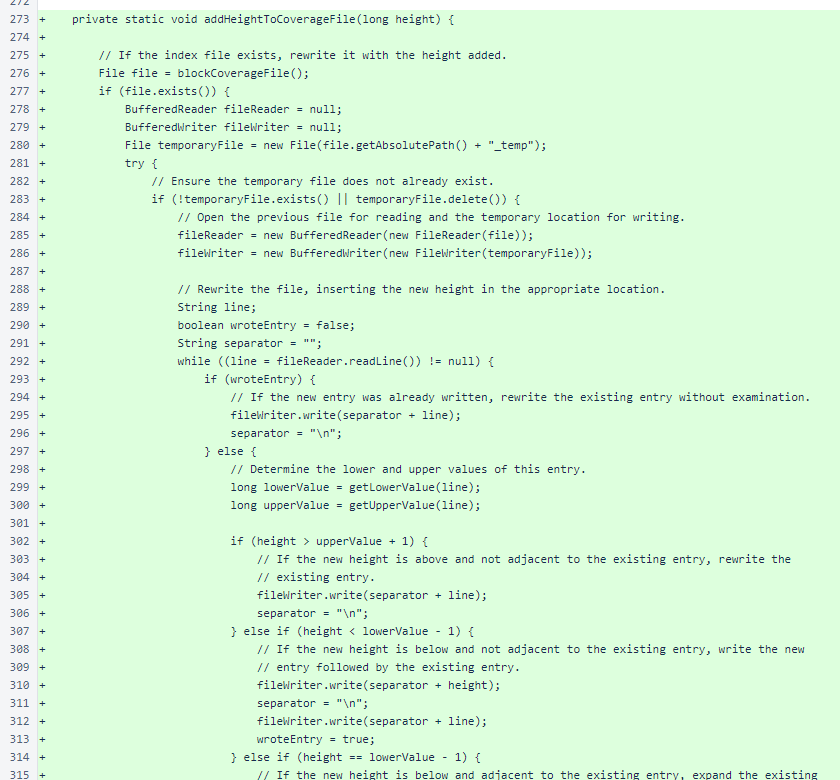 272
273 +    private static void addHeightToCoverageFile(long height) {
274 +
275 +        // If the index file exists, rewrite it with the height added.
276 +        File file = blockCoverageFile();
277 +        if (file.exists()) {
278 +            BufferedReader fileReader = null;
279 +            BufferedWriter fileWriter = null;
280 +            File temporaryFile = new File(file.getAbsolutePath() + "_temp");
281 +            try {
282 +                // Ensure the temporary file does not already exist.
283 +                if (!temporaryFile.exists() || temporaryFile.delete()) {
284 +                    // Open the previous file for reading and the temporary location for writing.
285 +                    fileReader = new BufferedReader(new FileReader(file));
286 +                    fileWriter = new BufferedWriter(new FileWriter(temporaryFile));
287 +
288 +                    // Rewrite the file, inserting the new height in the appropriate location.
289 +                    String line;
290 +                    boolean wroteEntry = false;
291 +                    String separator = "";
292 +                    while ((line = fileReader.readLine()) != null) {
293 +                        if (wroteEntry) {
294 +                            // If the new entry was already written, rewrite the existing entry without examination.
295 +                            fileWriter.write(separator + line);
296 +                            separator = "\n";
297 +                        } else {
298 +                            // Determine the lower and upper values of this entry.
299 +                            long lowerValue = getLowerValue(line);
300 +                            long upperValue = getUpperValue(line);
301 +
302 +                            if (height > upperValue + 1) {
303 +                                // If the new height is above and not adjacent to the existing entry, rewrite the
304 +                                // existing entry.
305 +                                fileWriter.write(separator + line);
306 +                                separator = "\n";
307 +                            } else if (height < lowerValue - 1) {
308 +                                // If the new height is below and not adjacent to the existing entry, write the new
309 +                                // entry followed by the existing entry.
310 +                                fileWriter.write(separator + height);
311 +                                separator = "\n";
312 +                                fileWriter.write(separator + line);
313 +                                wroteEntry = true;
314 +                            } else if (height == lowerValue - 1) {
315 +                                // If the new height is below and adjacent to the existing entry, expand the existing